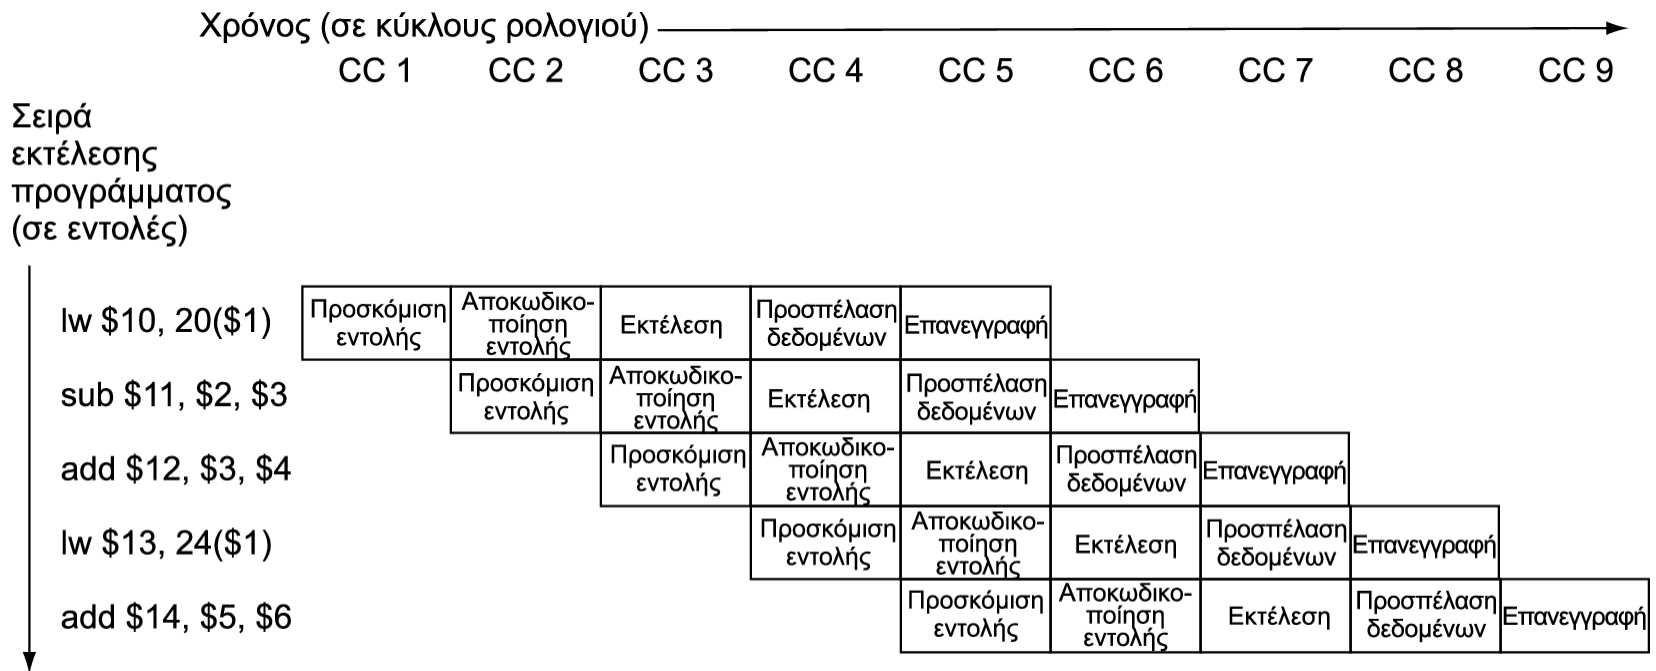 Χρόνος (σε κύκλους ρολογιού)
CC 1 CC 2 CC 3 CC 4 CC 5 CC 6 CC 7 CC 8 CC 9
Σειρά
εκτέλεσης
προγράμματος
(σε εντολές)
lw $10, 20($1)
Προσκόμιση
εντολής
Αποκωδικο-
ποίηση
εντολής
Εκτέλεση
Προσπέλαση
δεδομένων
Επανεγγραφή
sub $11, $2, $3
Προσκόμιση
εντολής
Αποκωδικο-
ποίηση
εντολής
Εκτέλεση
Προσπέλαση
δεδομένων
Επανεγγραφή
add $12, $3, $4
Προσκόμιση
εντολής
Αποκωδικο-
ποίηση
εντολής
Εκτέλεση
Προσπέλαση
δεδομένων
Επανεγγραφή
lw $13, 24($1)
Προσκόμιση
εντολής
Αποκωδικο-
ποίηση
εντολής
Εκτέλεση
Προσπέλαση
δεδομένων
Επανεγγραφή
add $14, $5, $6
Προσκόμιση
εντολής
Αποκωδικο-
ποίηση
εντολής
Εκτέλεση
Προσπέλαση
δεδομένων
Επανεγγραφή